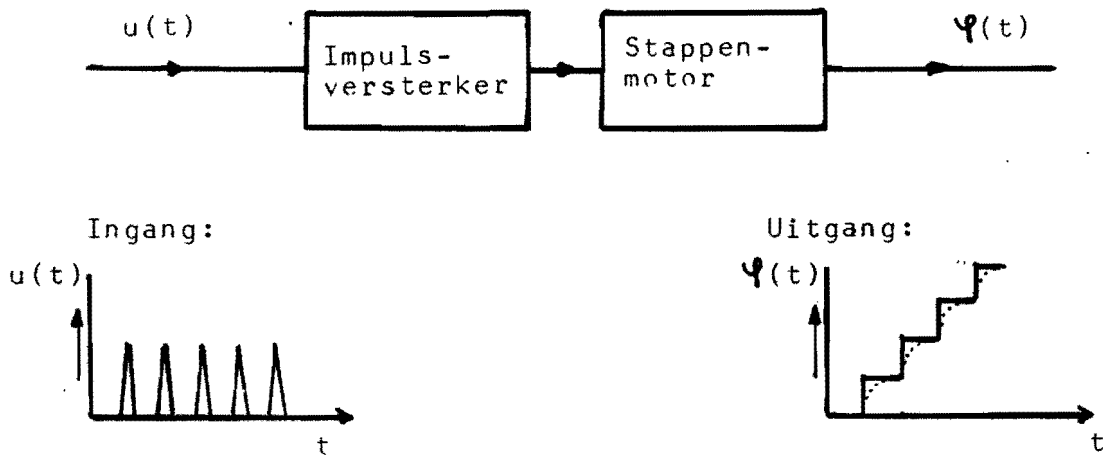 u(t)
Impuls-
versterker
Stappen-
motor
φ(t)
Ingang:
u(t)
t
Uitgang:
φ(t)
t